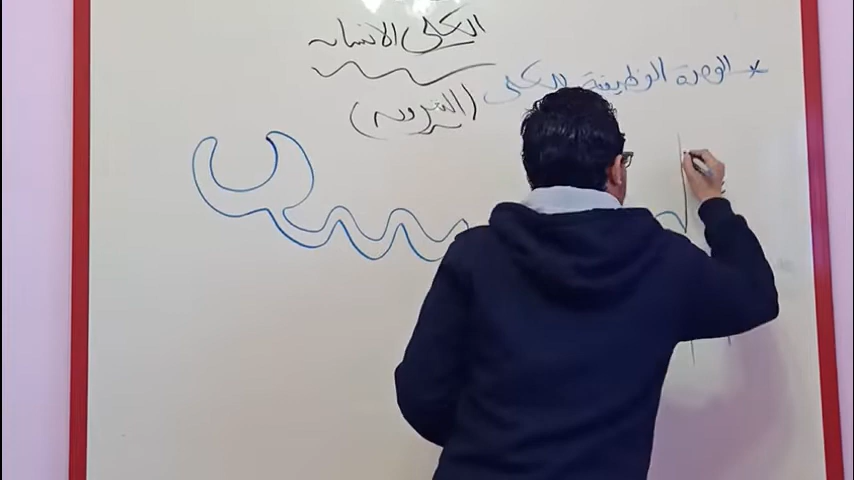 الكلى الانسان
* الوحدة الوظيفية للكلى
(النفرون)